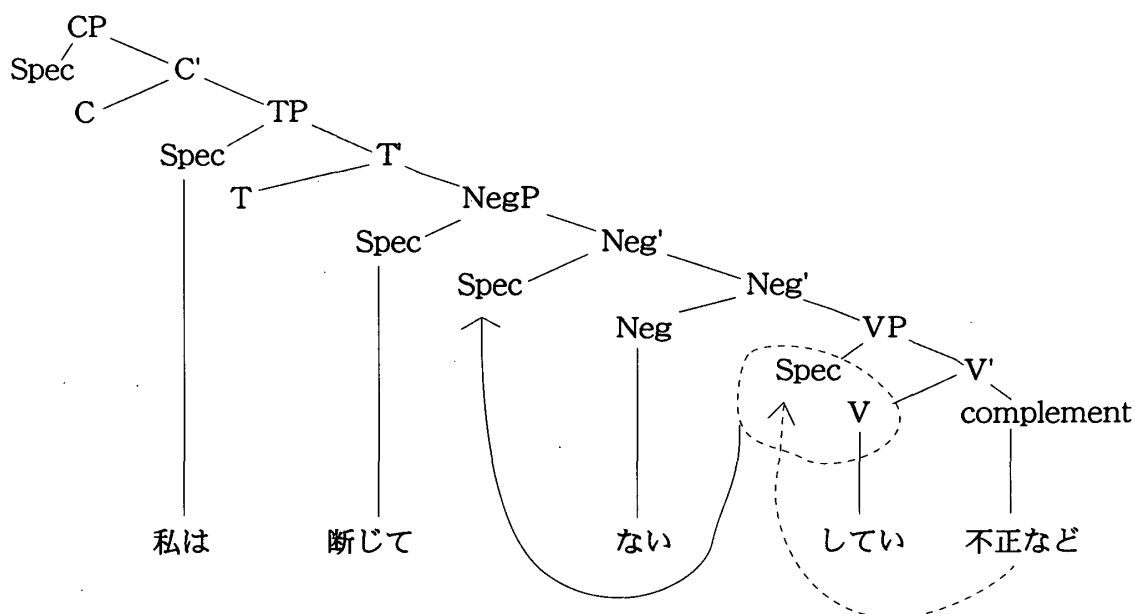 CP
Spec C'
C TP
Spec T'
T NegP
Spec Neg'
Spec Neg'
Neg VP
Spec V'
V complement
私は 断じて ない してい 不正など